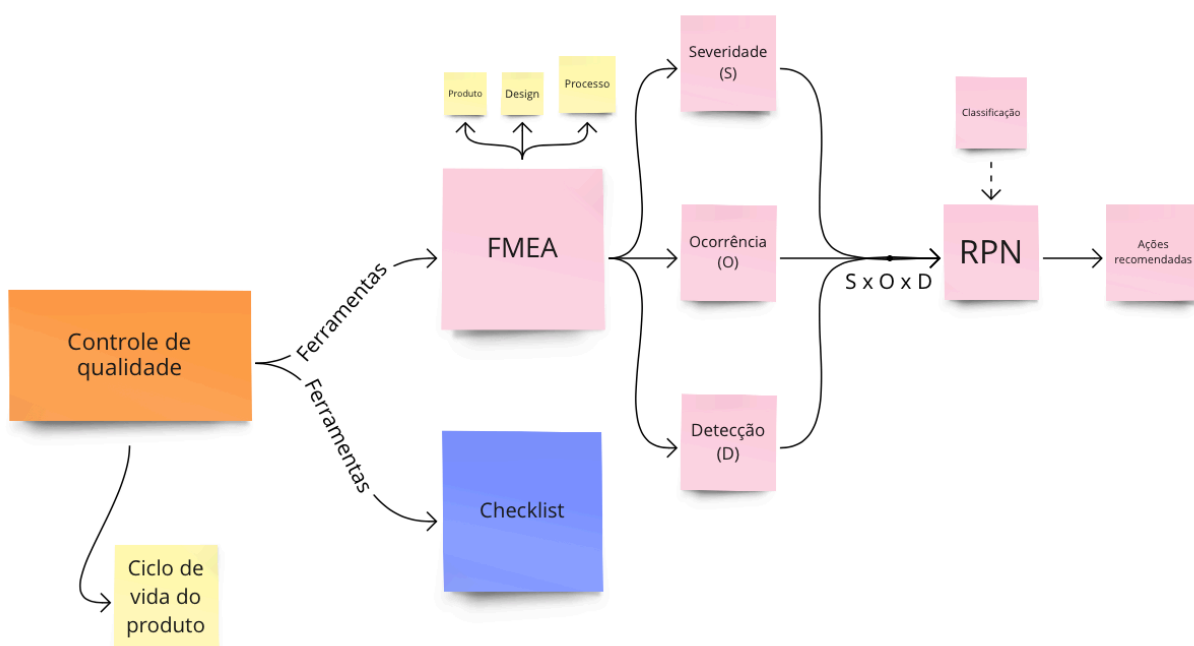 Severidade
(S)
Produto
Design
Processo
Classificação
FMEA
Ocorrência
(O)
S x O x D
RPN
Ações
recomendadas
Ferramentas
Controle de
qualidade
Ferramentas
Detecção
(D)
Checklist
Ciclo de
vida do
produto